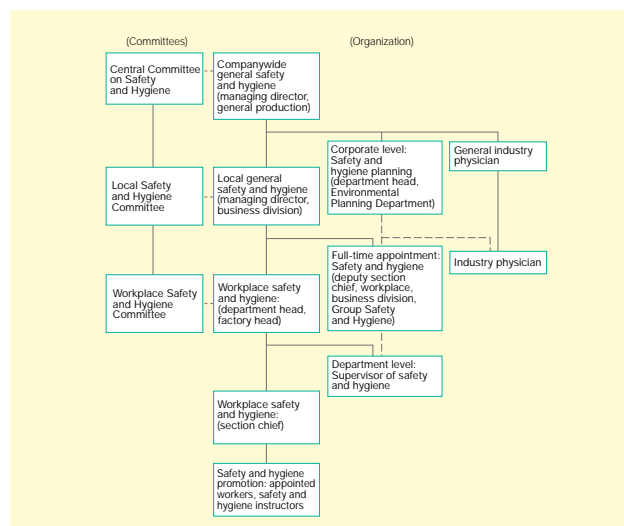 (Committees)
(Organization)
Central Committee
on Safety
and Hygiene
Companywide
general safety
and hygiene
(managing director,
general production)
Corporate level:
Safety and
hygiene planning
(department head,
Environmental
Planning Department)
General industry
physician
Local Safety
and Hygiene
Committee
Local general
safety and hygiene
(managing director,
business division)
Full-time appointment:
Safety and hygiene
(deputy section
chief, workplace,
business division,
Group Safety
and Hygiene)
Industry physician
Workplace Safety
and Hygiene
Committee
Workplace safety
and hygiene:
(department head,
factory head)
Department level:
Supervisor of safety
and hygiene
Workplace safety
and hygiene:
(section chief)
Safety and hygiene
promotion: appointed
workers, safety and
hygiene instructors